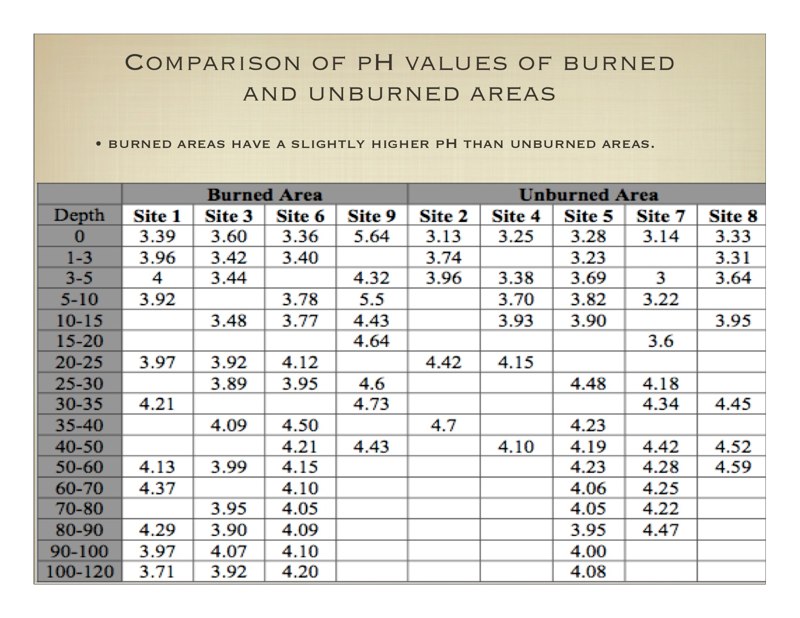 Comparison of pH values of burned
and unburned areas
• burned areas have a slightly higher pH than unburned areas.
Burned Area Unburned Area
Depth Site 1 Site 3 Site 6 Site 9 Site 2 Site 4 Site 5 Site 7 Site 8
0 3.39 3.60 3.36 5.64 3.13 3.25 3.28 3.14 3.33
1-3 3.96 3.42 3.40 3.74 3.23 3.31
3-5 4 3.44 4.32 3.96 3.38 3.69 3 3.64
5-10 3.92 3.78 5.5 3.70 3.82 3.22
10-15 3.48 3.77 4.43 3.93 3.90 3.95
15-20 4.64 3.6
20-25 3.97 3.92 4.12 4.42 4.15
25-30 3.89 3.95 4.6 4.48 4.18
30-35 4.21 4.73 4.34 4.45
35-40 4.09 4.50 4.7 4.23
40-50 4.21 4.43 4.10 4.19 4.42 4.52
50-60 4.13 3.99 4.15 4.23 4.28 4.59
60-70 4.37 4.10 4.06 4.25
70-80 3.95 4.05 4.05 4.22
80-90 4.29 3.90 4.09 3.95 4.47
90-100 3.97 4.07 4.10 4.00
100-120 3.71 3.92 4.20 4.08